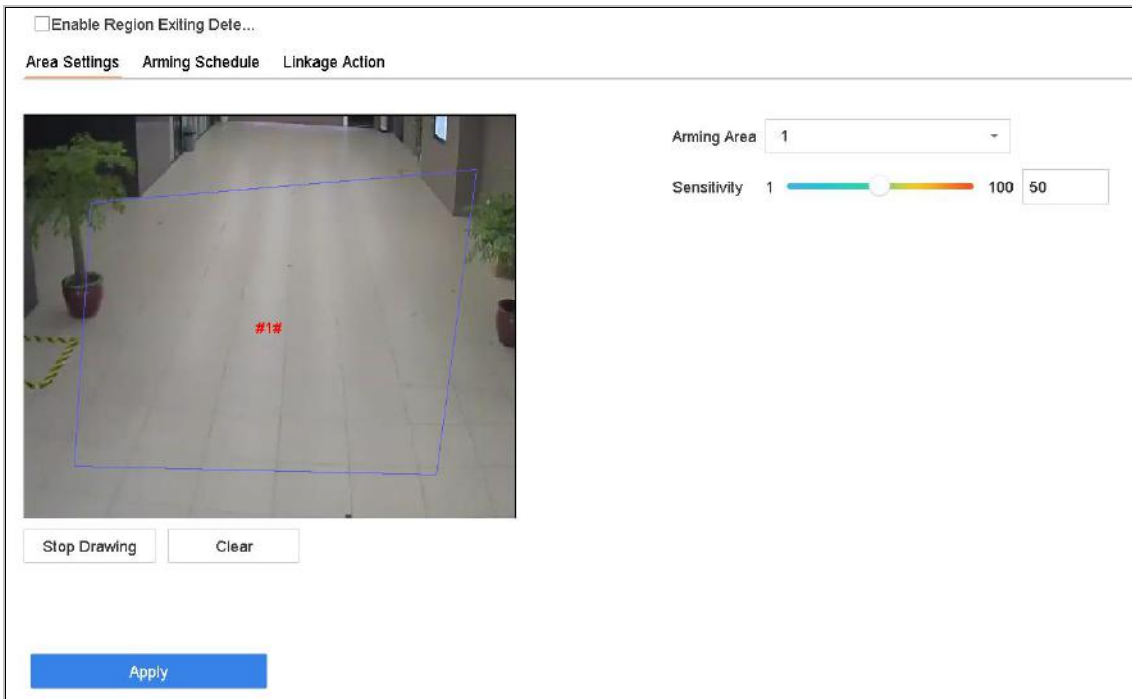 Enable Region Exiting Dete...
Area Settings Arming Schedule Linkage Action
Arming Area 1
Sensitivity 1 100 50
#1#
Stop Drawing Clear
Apply